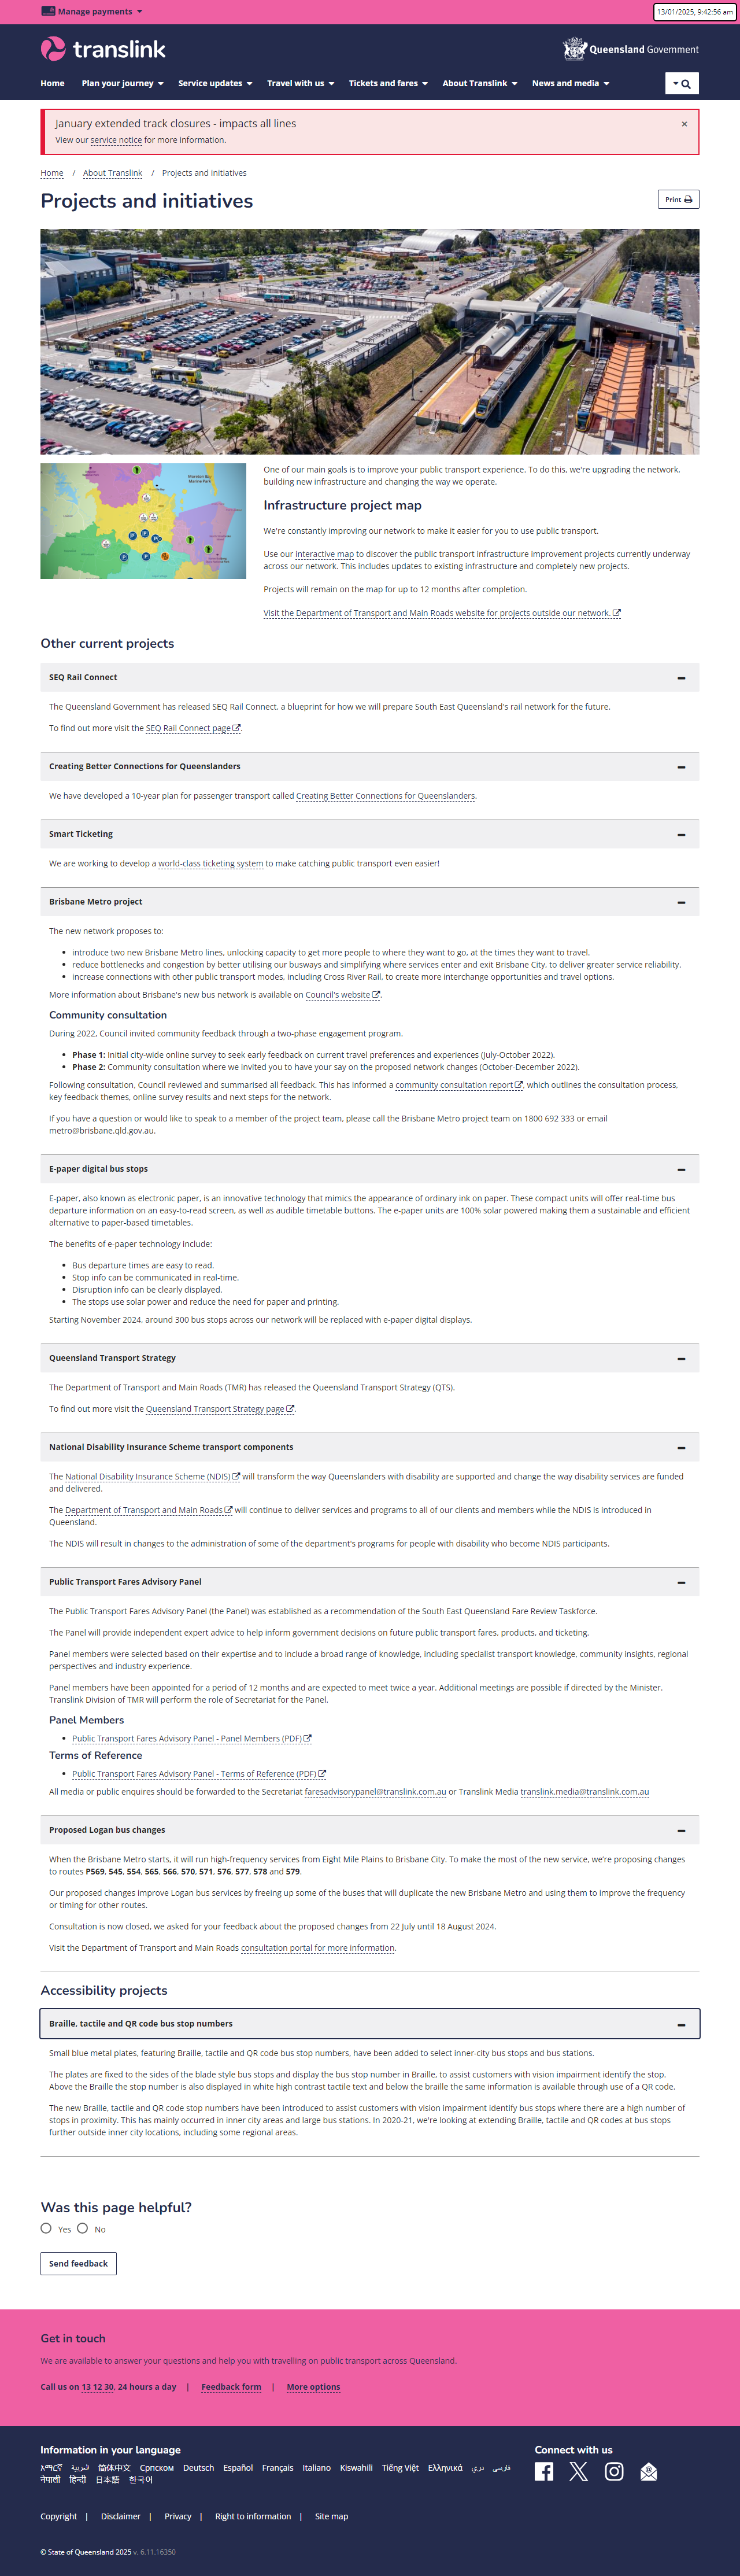 Manage payments
13/01/2025, 9:42:56 am
translink
Queensland Government
Home Plan your journey Service updates Travel with us Tickets and fares About Translink News and media
January extended track closures - impacts all lines
×
View our service notice for more information.
Home / About Translink / Projects and initiatives
Projects and initiatives
Print
One of our main goals is to improve your public transport experience. To do this, we're upgrading the network,
building new infrastructure and changing the way we operate.
Infrastructure project map
We're constantly improving our network to make it easier for you to use public transport.
Use our interactive map to discover the public transport infrastructure improvement projects currently underway
across our network. This includes updates to existing infrastructure and completely new projects.
Projects will remain on the map for up to 12 months after completion.
Visit the Department of Transport and Main Roads website for projects outside our network.
Other current projects
SEQ Rail Connect
The Queensland Government has released SEQ Rail Connect, a blueprint for how we will prepare South East Queensland's rail network for the future.
To find out more visit the SEQ Rail Connect page.
Creating Better Connections for Queenslanders
We have developed a 10-year plan for passenger transport called Creating Better Connections for Queenslanders.
Smart Ticketing
We are working to develop a world-class ticketing system to make catching public transport even easier!
Brisbane Metro project
The new network proposes to:
• introduce two new Brisbane Metro lines, unlocking capacity to get more people to where they want to go, at the times they want to travel.
• reduce bottlenecks and congestion by better utilising our busways and simplifying where services enter and exit Brisbane City, to deliver greater service reliability.
• increase connections with other public transport modes, including Cross River Rail, to create more interchange opportunities and travel options.
More information about Brisbane's new bus network is available on Council's website.
Community consultation
During 2022, Council invited community feedback through a two-phase engagement program.
• Phase 1: Initial city-wide online survey to seek early feedback on current travel preferences and experiences (July-October 2022).
• Phase 2: Community consultation where we invited you to have your say on the proposed network changes (October-December 2022).
Following consultation, Council reviewed and summarised all feedback. This has informed a community consultation report, which outlines the consultation process,
key feedback themes, online survey results and next steps for the network.
If you have a question or would like to speak to a member of the project team, please call the Brisbane Metro project team on 1800 692 333 or email
metro@brisbane.qld.gov.au.
E-paper digital bus stops
E-paper, also known as electronic paper, is an innovative technology that mimics the appearance of ordinary ink on paper. These compact units will offer real-time bus
departure information on an easy-to-read screen, as well as audible timetable buttons. The e-paper units are 100% solar powered making them a sustainable and efficient
alternative to paper-based timetables.
The benefits of e-paper technology include:
• Bus departure times are easy to read.
• Stop info can be communicated in real-time.
• Disruption info can be clearly displayed.
• The stops use solar power and reduce the need for paper and printing.
Starting November 2024, around 300 bus stops across our network will be replaced with e-paper digital displays.
Queensland Transport Strategy
The Department of Transport and Main Roads (TMR) has released the Queensland Transport Strategy (QTS).
To find out more visit the Queensland Transport Strategy page.
National Disability Insurance Scheme transport components
The National Disability Insurance Scheme (NDIS) will transform the way Queenslanders with disability are supported and change the way disability services are funded
and delivered.
The Department of Transport and Main Roads will continue to deliver services and programs to all of our clients and members while the NDIS is introduced in
Queensland.
The NDIS will result in changes to the administration of some of the department's programs for people with disability who become NDIS participants.
Public Transport Fares Advisory Panel
The Public Transport Fares Advisory Panel (the Panel) was established as a recommendation of the South East Queensland Fare Review Taskforce.
The Panel will provide independent expert advice to help inform government decisions on future public transport fares, products, and ticketing.
Panel members were selected based on their expertise and to include a broad range of knowledge, including specialist transport knowledge, community insights, regional
perspectives and industry experience.
Panel members have been appointed for a period of 12 months and are expected to meet twice a year. Additional meetings are possible if directed by the Minister.
Translink Division of TMR will perform the role of Secretariat for the Panel.
Panel Members
• Public Transport Fares Advisory Panel - Panel Members (PDF)
Terms of Reference
• Public Transport Fares Advisory Panel - Terms of Reference (PDF)
All media or public enquires should be forwarded to the Secretariat faresadvisorypanel@translink.com.au or Translink Media translink.media@translink.com.au
Proposed Logan bus changes
When the Brisbane Metro starts, it will run high-frequency services from Eight Mile Plains to Brisbane City. To make the most of the new service, we're proposing changes
to routes P569, 545, 554, 565, 566, 570, 571, 576, 577, 578 and 579.
Our proposed changes improve Logan bus services by freeing up some of the buses that will duplicate the new Brisbane Metro and using them to improve the frequency
or timing for other routes.
Consultation is now closed, we asked for your feedback about the proposed changes from 22 July until 18 August 2024.
Visit the Department of Transport and Main Roads consultation portal for more information.
Accessibility projects
Braille, tactile and QR code bus stop numbers
Small blue metal plates, featuring Braille, tactile and QR code bus stop numbers, have been added to select inner-city bus stops and bus stations.
The plates are fixed to the sides of the blade style bus stops and display the bus stop number in Braille, to assist customers with vision impairment identify the stop.
Above the Braille the stop number is also displayed in white high contrast tactile text and below the braille the same information is available through use of a QR code.
The new Braille, tactile and QR code stop numbers have been introduced to assist customers with vision impairment identify bus stops where there are a high number of
stops in proximity. This has mainly occurred in inner city areas and large bus stations. In 2020-21, we're looking at extending Braille, tactile and QR codes at bus stops
further outside inner city locations, including some regional areas.
Was this page helpful?
Yes No
Send feedback
Get in touch
We are available to answer your questions and help you with travelling on public transport across Queensland.
Call us on 13 12 30, 24 hours a day | Feedback form | More options
Information in your language
Connect with us
አማርኛ العربية 简体中文 Српском Deutsch Español Français Italiano Kiswahili Tiếng Việt Ελληνικά دری فارسی
नेपाली हिन्दी 日本語 한국어
Copyright | Disclaimer | Privacy | Right to information | Site map
© State of Queensland 2025 v. 6.11.16350